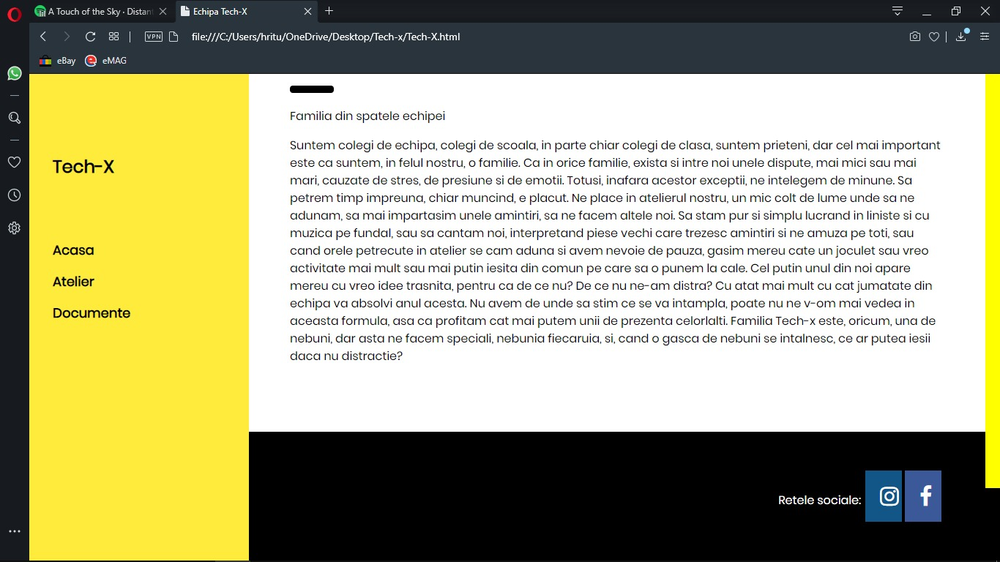 A Touch of the Sky · Distant
Echipa Tech-X
VPN
file:///C:/Users/hritu/OneDrive/Desktop/Tech-x/Tech-X.html
eBay
eMAG
Tech-X
Acasa
Atelier
Documente
Familia din spatele echipei
Suntem colegi de echipa, colegi de scoala, in parte chiar colegi de clasa, suntem prieteni, dar cel mai important
este ca suntem, in felul nostru, o familie. Ca in orice familie, exista si intre noi unele dispute, mai mici sau mai
mari, cauzate de stres, de presiune si de emotii. Totusi, inafara acestor exceptii, ne intelegem de minune. Sa
petrem timp impreuna, chiar muncind, e placut. Ne place in atelierul nostru, un mic colt de lume unde sa ne
adunam, sa mai impartasim unele amintiri, sa ne facem altele noi. Sa stam pur si simplu lucrand in liniste si cu
muzica pe fundal, sau sa cantam noi, interpretand piese vechi care trezesc amintiri si ne amuza pe toti, sau
cand orele petrecute in atelier se cam aduna si avem nevoie de pauza, gasim mereu cate un joculet sau vreo
activitate mai mult sau mai putin iesita din comun pe care sa o punem la cale. Cel putin unul din noi apare
mereu cu vreo idee trasnita, pentru ca de ce nu? De ce nu ne-am distra? Cu atat mai mult cu cat jumatate din
echipa va absolvi anul acesta. Nu avem de unde sa stim ce se va intampla, poate nu ne v-om mai vedea in
aceasta formula, asa ca profitam cat mai putem unii de prezenta celorlalti. Familia Tech-x este, oricum, una de
nebuni, dar asta ne facem speciali, nebunia fiecaruia, si, cand o gasca de nebuni se intalnesc, ce ar putea iesii
daca nu distractie?
Retele sociale: